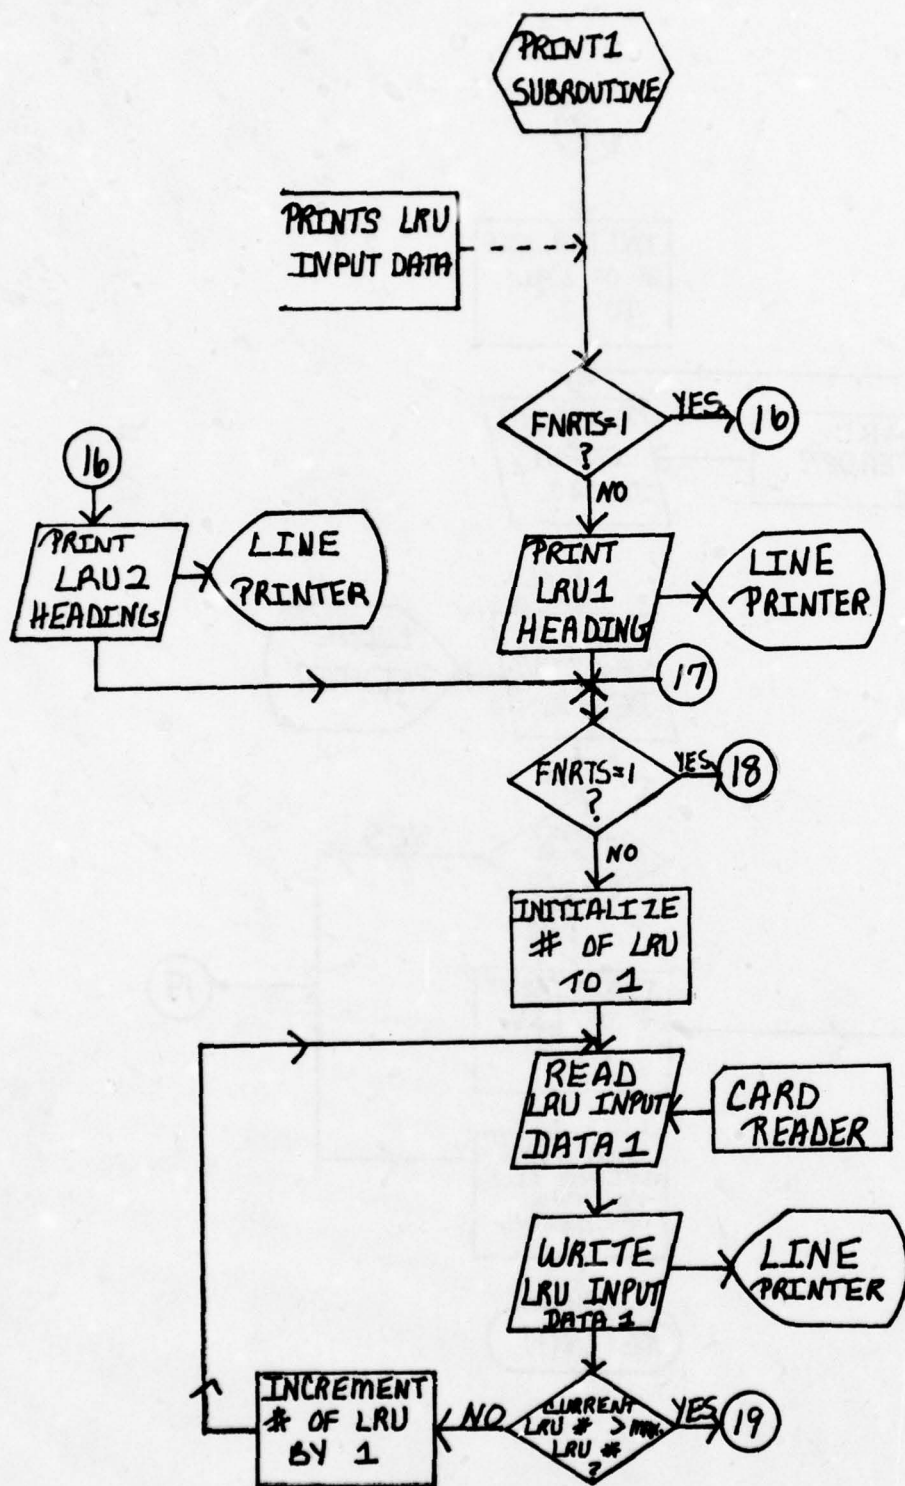 PRINT1
SUBROUTINE
PRINTS LRU
INPUT DATA
FNRTS=1
?
YES
16
NO
16
PRINT
LRU2
HEADINGS
LINE
PRINTER
PRINT
LRU1
HEADING
LINE
PRINTER
17
FNRTS=1
?
YES
18
NO
INITIALIZE
# OF LRU
TO 1
READ
LRU INPUT
DATA 1
CARD
READER
WRITE
LRU INPUT
DATA 1
LINE
PRINTER
CURRENT
LRU # > MAX.
LRU #
?
YES
19
NO
INCREMENT
# OF LRU
BY 1